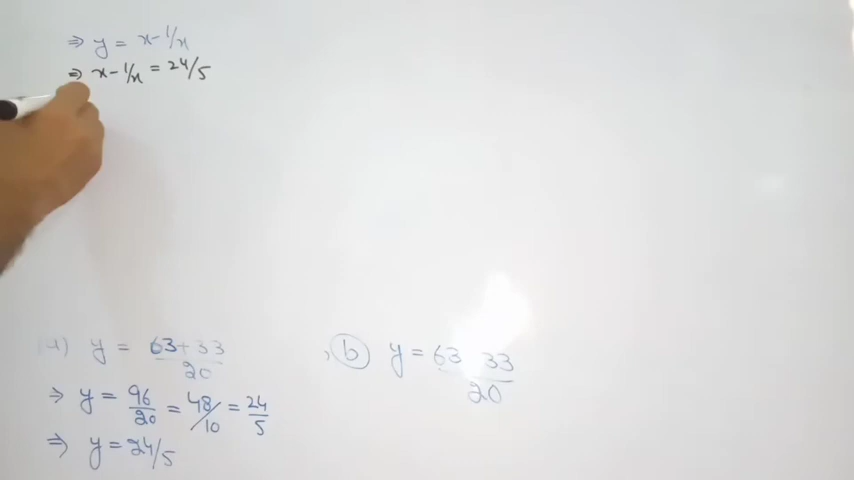 ⇒ y = x - 1/x
⇒ x - 1/x = 24/5
y = 63+33/20
, (b) y = 63 33/20
⇒ y = 96/20 = 48/10 = 24/5
⇒ y = 24/5